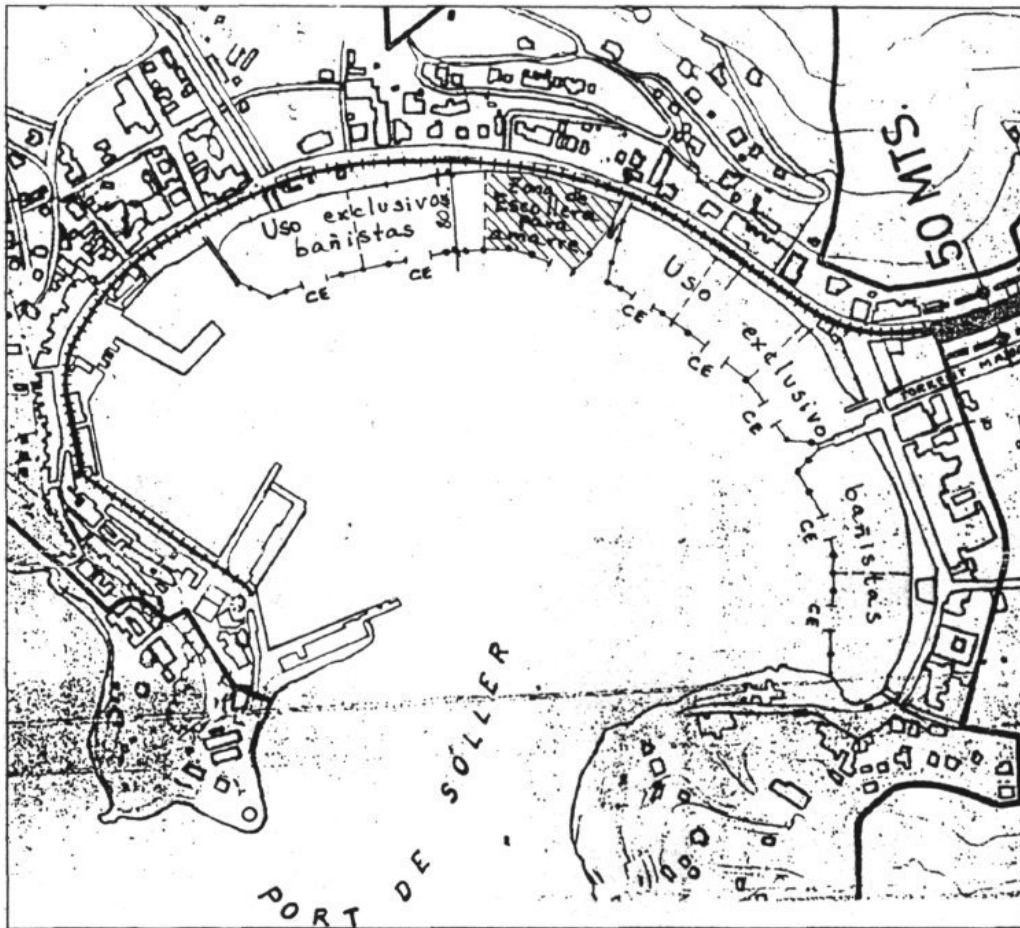 50 MTS.
Uso exclusivo
bañistas
80 m
Zona de
Escollera
Para
amarre
CE
CE
Uso
exclusivo
bañistas
CE
CE
CE
CE
CE
TORRENT MAJOR
PORT DE SÓLLER